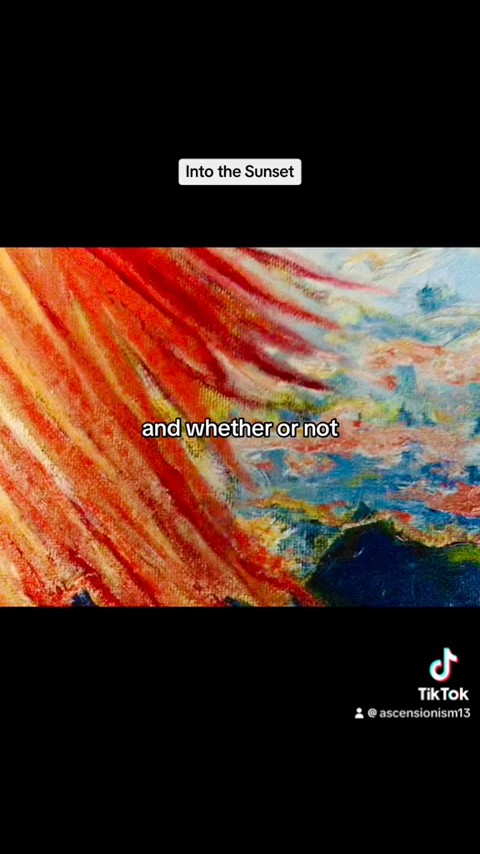 Into the Sunset
and whether or not
TikTok
@ ascensionism13